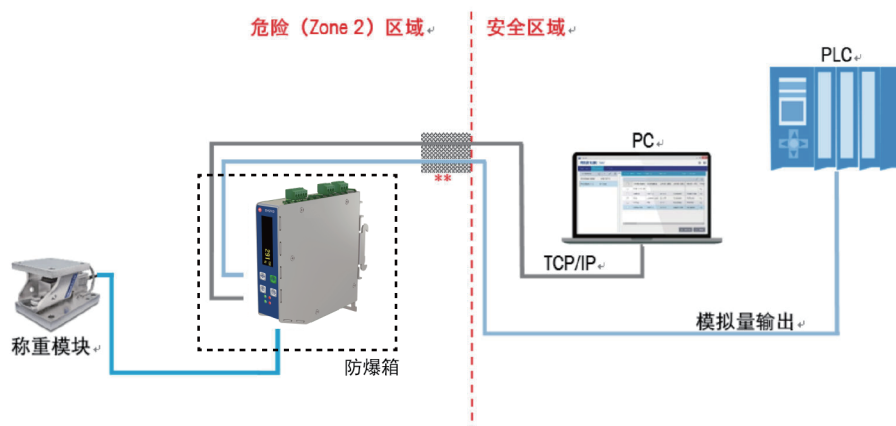 危险（Zone 2）区域
安全区域
PLC
PC
**
TCP/IP
模拟量输出
称重模块
防爆箱